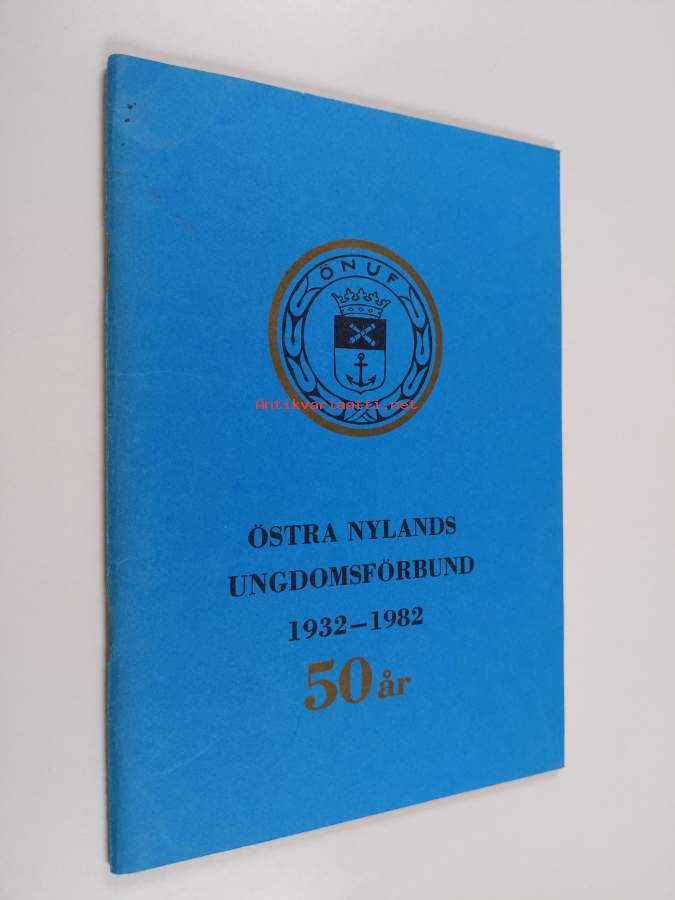 ÖNUF
Antikvariaatti.net
ÖSTRA NYLANDS
UNGDOMSFÖRBUND
1932–1982
50 år